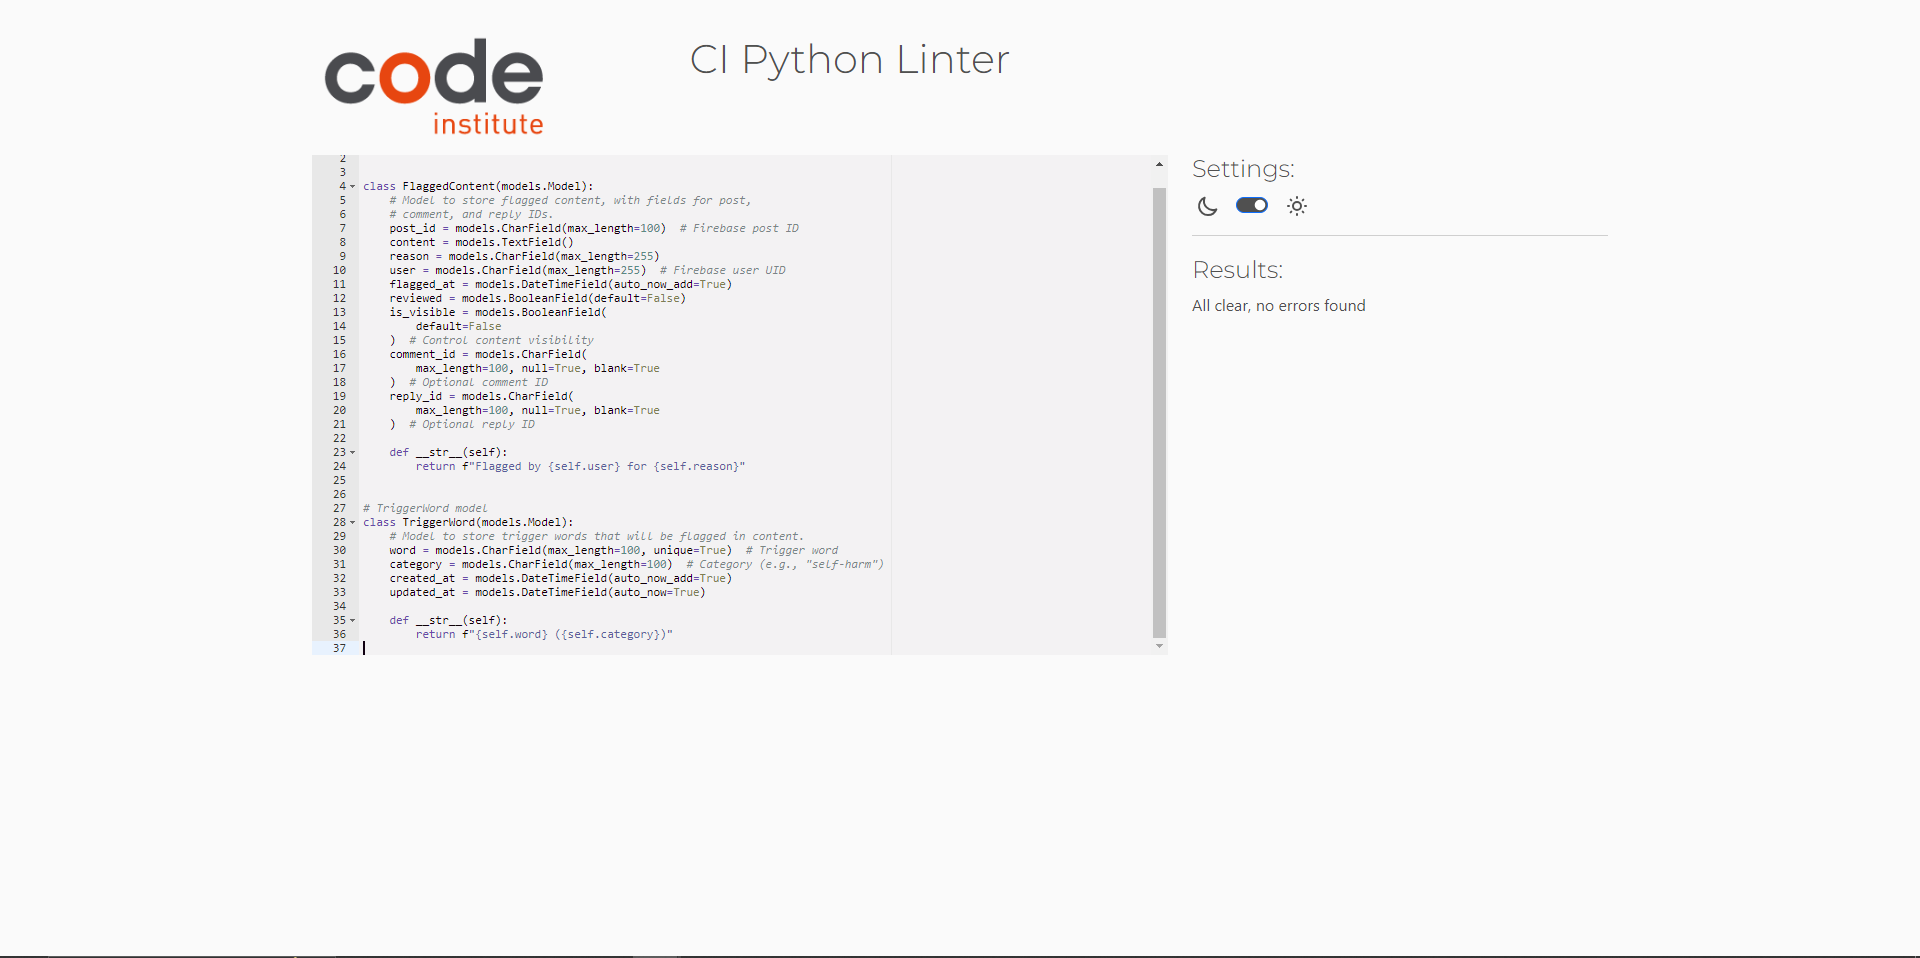 code
institute
CI Python Linter
2
3
4 class FlaggedContent(models.Model):
5     # Model to store flagged content, with fields for post,
6     # comment, and reply IDs.
7     post_id = models.CharField(max_length=100)  # Firebase post ID
8     content = models.TextField()
9     reason = models.CharField(max_length=255)
10     user = models.CharField(max_length=255)  # Firebase user UID
11     flagged_at = models.DateTimeField(auto_now_add=True)
12     reviewed = models.BooleanField(default=False)
13     is_visible = models.BooleanField(
14         default=False
15     )  # Control content visibility
16     comment_id = models.CharField(
17         max_length=100, null=True, blank=True
18     )  # Optional comment ID
19     reply_id = models.CharField(
20         max_length=100, null=True, blank=True
21     )  # Optional reply ID
22
23     def __str__(self):
24         return f"Flagged by {self.user} for {self.reason}"
25
26
27 # TriggerWord model
28 class TriggerWord(models.Model):
29     # Model to store trigger words that will be flagged in content.
30     word = models.CharField(max_length=100, unique=True)  # Trigger word
31     category = models.CharField(max_length=100)  # Category (e.g., "self-harm")
32     created_at = models.DateTimeField(auto_now_add=True)
33     updated_at = models.DateTimeField(auto_now=True)
34
35     def __str__(self):
36         return f"{self.word} ({self.category})"
37
Settings:
Results:
All clear, no errors found